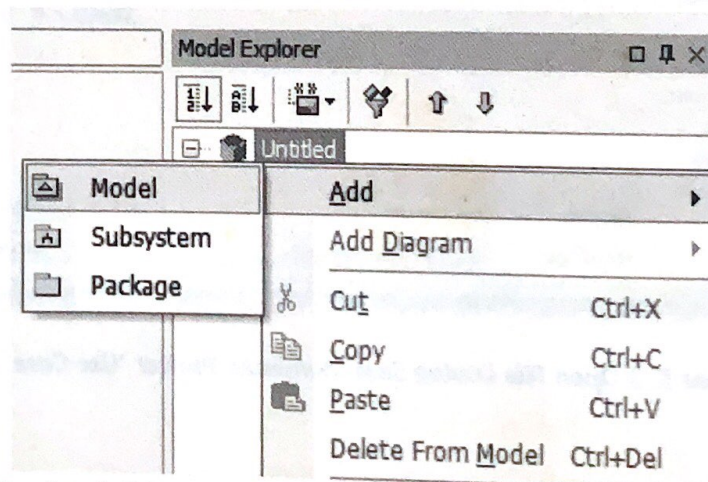 Model Explorer
Untitled
Model
Subsystem
Package
Add
Add Diagram
Cut Ctrl+X
Copy Ctrl+C
Paste Ctrl+V
Delete From Model Ctrl+Del